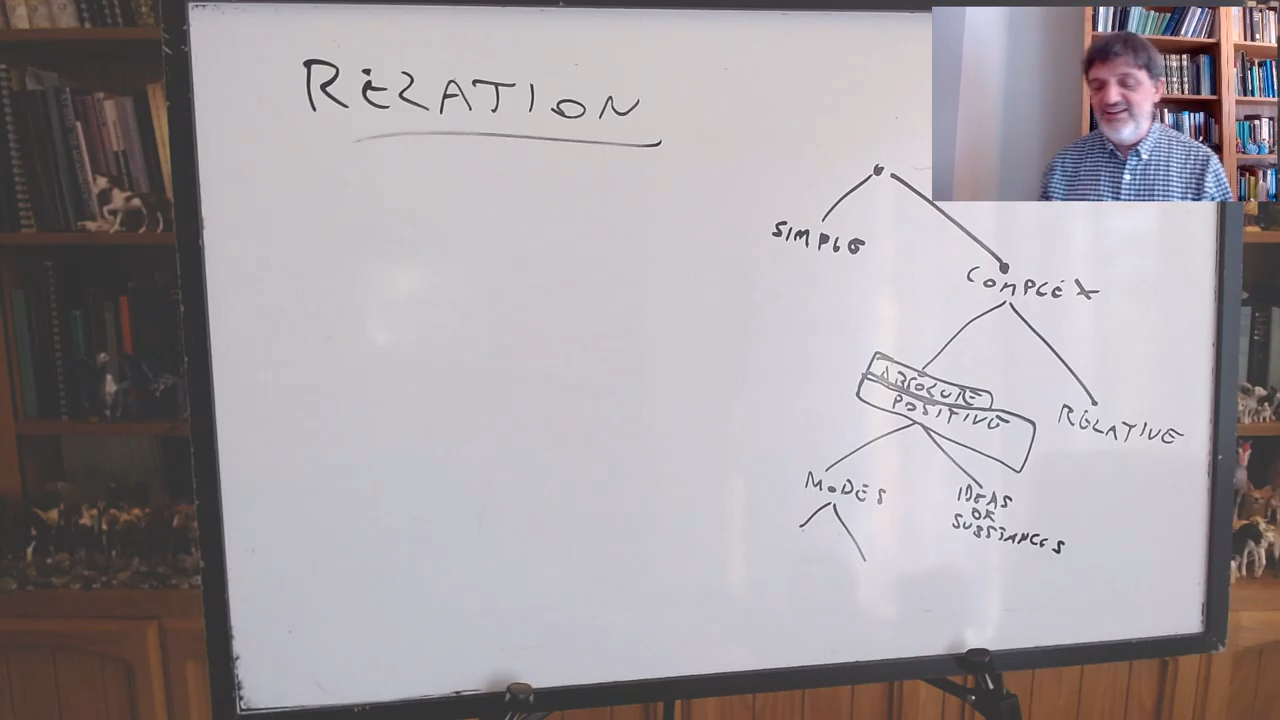 RELATION
SIMPLE
COMPLEX
ABSOLUTE
POSITIVE
RELATIVE
MODES
IDEAS
OF
SUBSTANCES